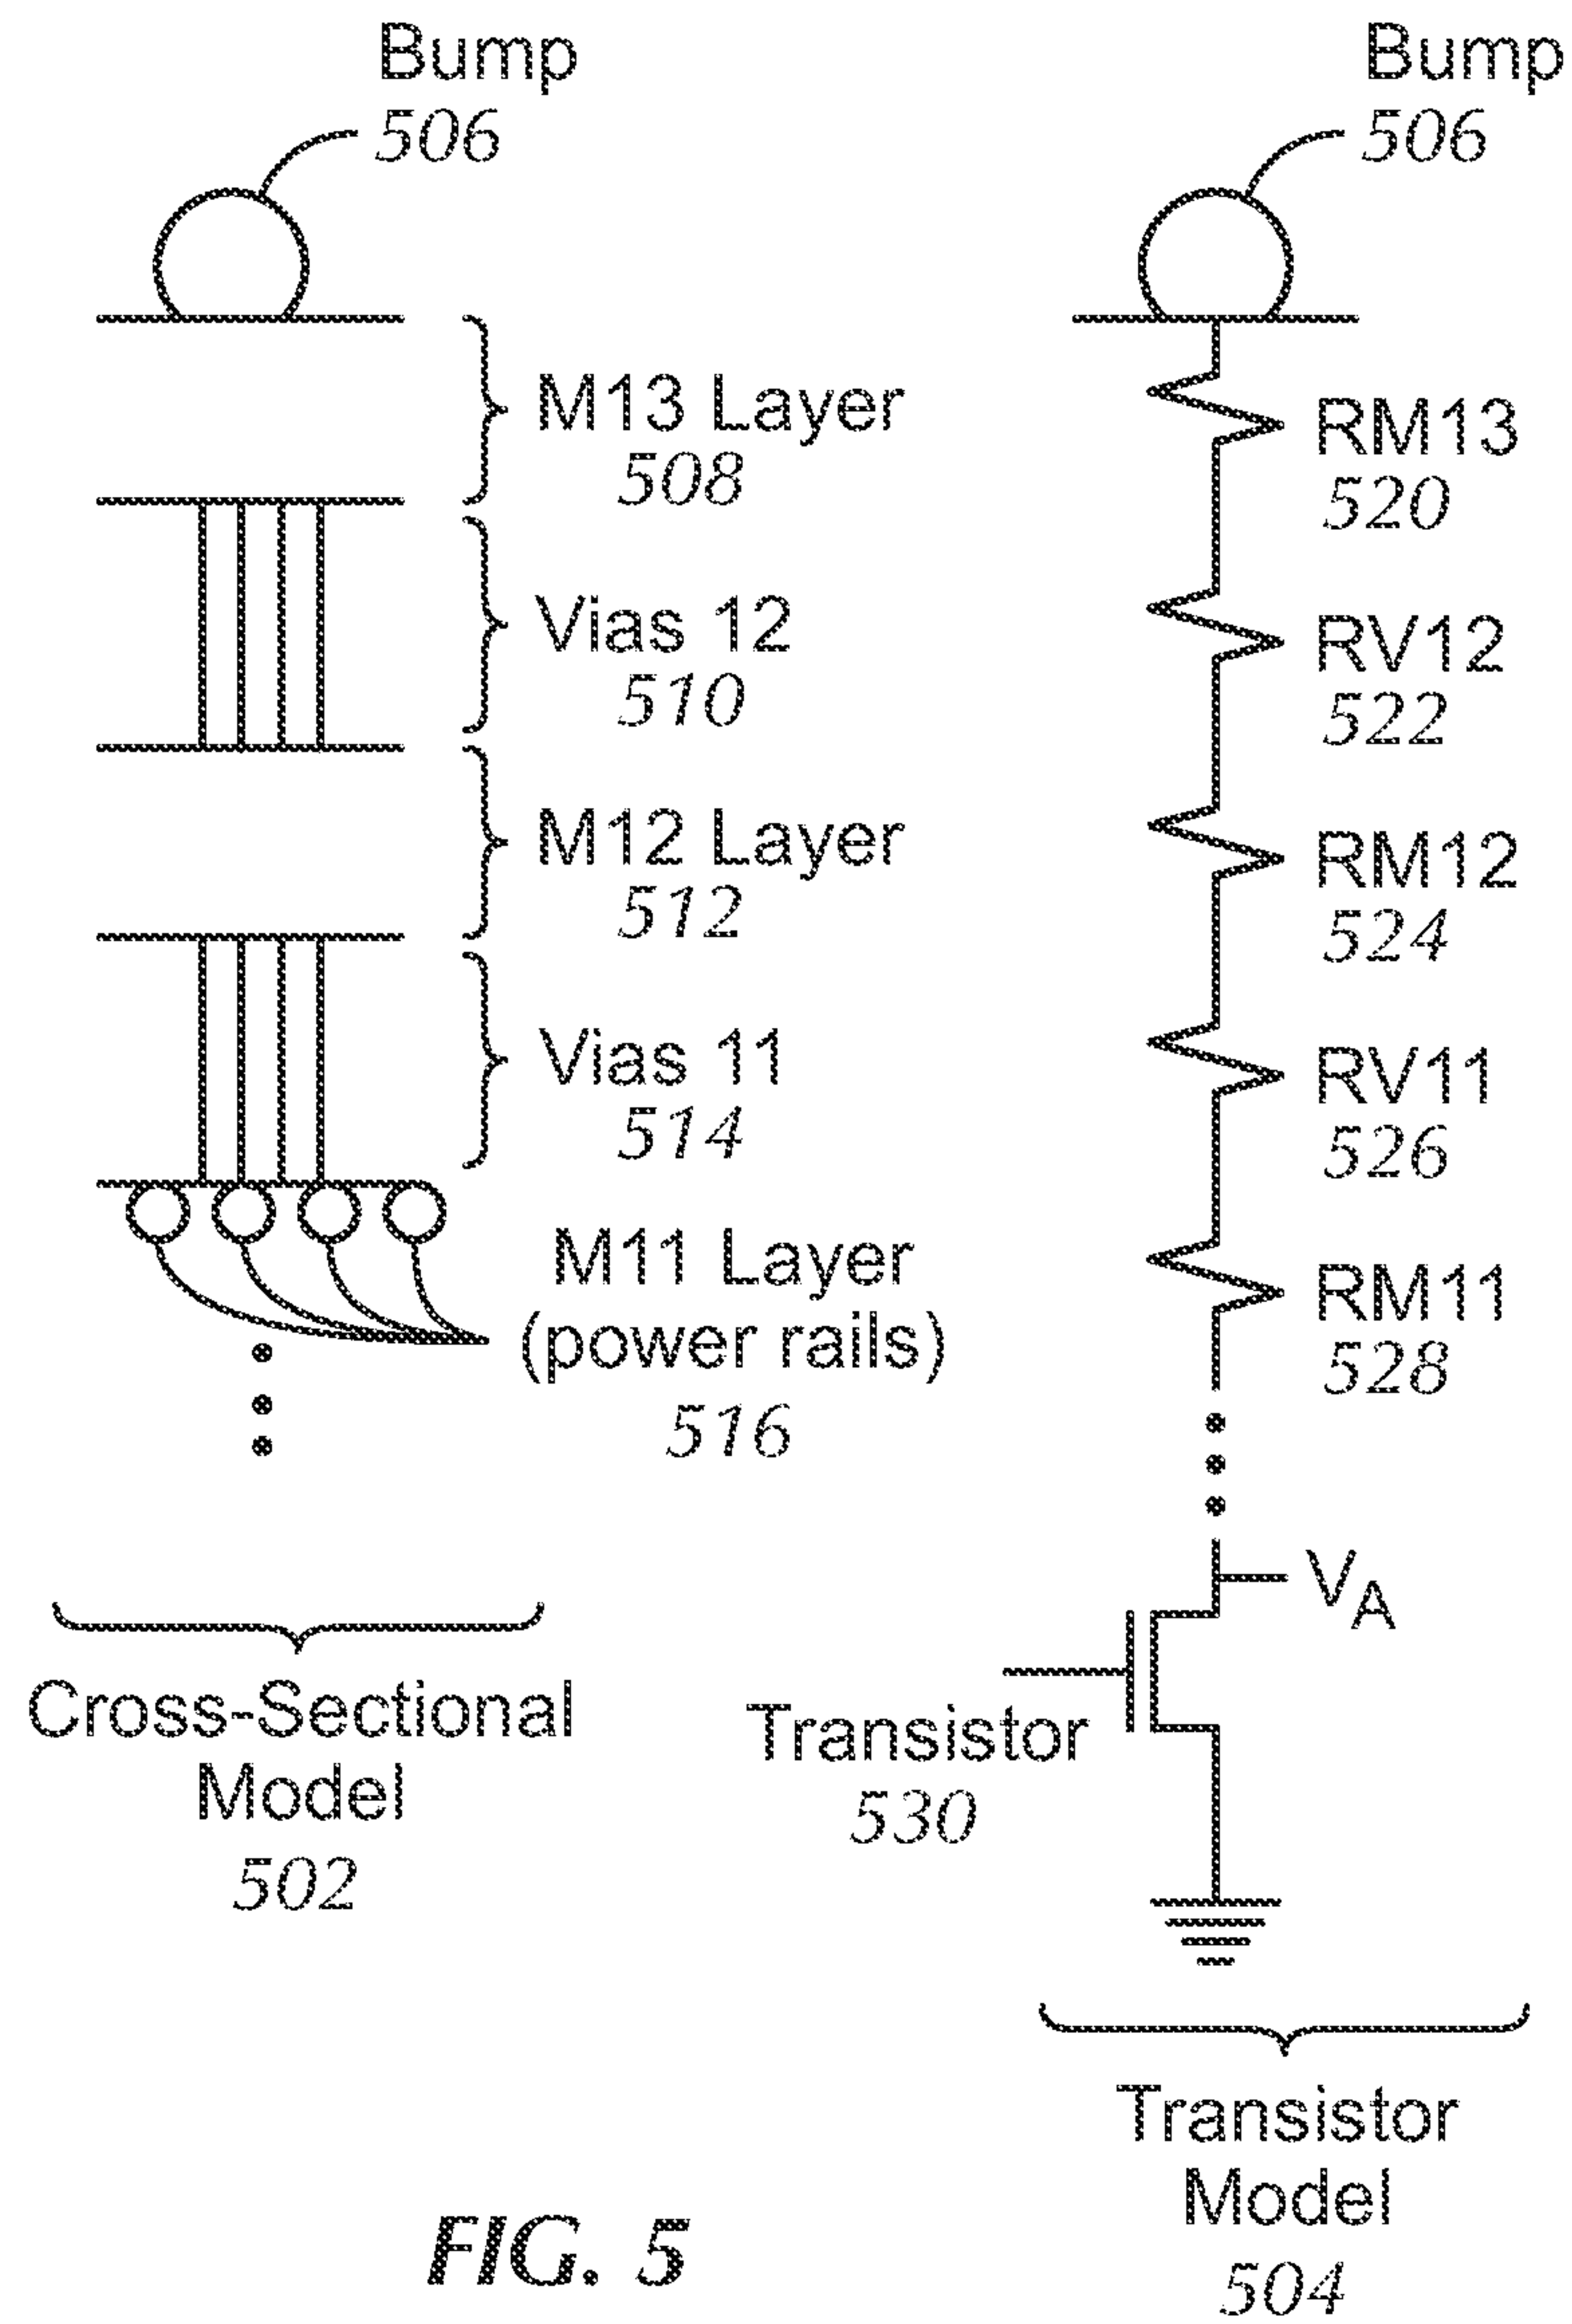 Bump
506
M13 Layer
508
Vias 12
510
M12 Layer
512
Vias 11
514
M11 Layer
(power rails)
516
Cross-Sectional
Model
502
Bump
506
RM13
520
RV12
522
RM12
524
RV11
526
RM11
528
VA
Transistor
530
Transistor
Model
504
FIG. 5